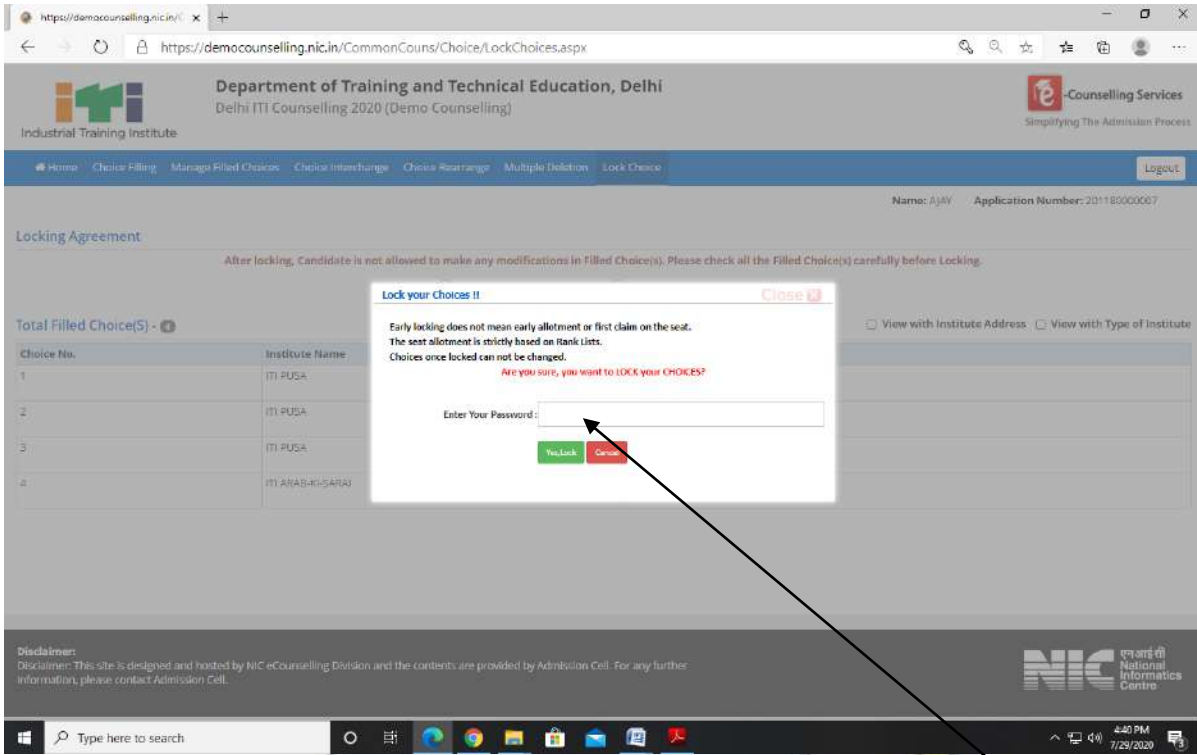 https://democounselling.nic.in/
https://democounselling.nic.in/CommonCouns/Choice/LockChoices.aspx
Industrial Training Institute
Department of Training and Technical Education, Delhi
Delhi ITI Counselling 2020 (Demo Counselling)
e-Counselling Services
Simplifying The Admission Process
Home Choice Filling Manage Filled Choices Choice Interchange Choice Rearrange Multiple Deletion Lock Choice Logout
Name: AJAY Application Number: 201180000067
Locking Agreement
After locking, Candidate is not allowed to make any modifications in Filled Choice(s). Please check all the Filled Choice(s) carefully before Locking.
Lock your Choices !! Close
Early locking does not mean early allotment or first claim on the seat.
The seat allotment is strictly based on Rank Lists.
Choices once locked can not be changed.
Are you sure, you want to LOCK your CHOICES?
Enter Your Password :
Yes,Lock Cancel
Total Filled Choice(S) - 4 View with Institute Address View with Type of Institute
Choice No. Institute Name
1 ITI PUSA
2 ITI PUSA
3 ITI PUSA
4 ITI ARAB-KI-SARAI
Disclaimer:
Disclaimer: This site is designed and hosted by NIC eCounselling Division and the contents are provided by Admission Cell. For any further
information, please contact Admission Cell.
NIC
एन आई सी
National
Informatics
Centre
Type here to search
4:40 PM
7/29/2020
3